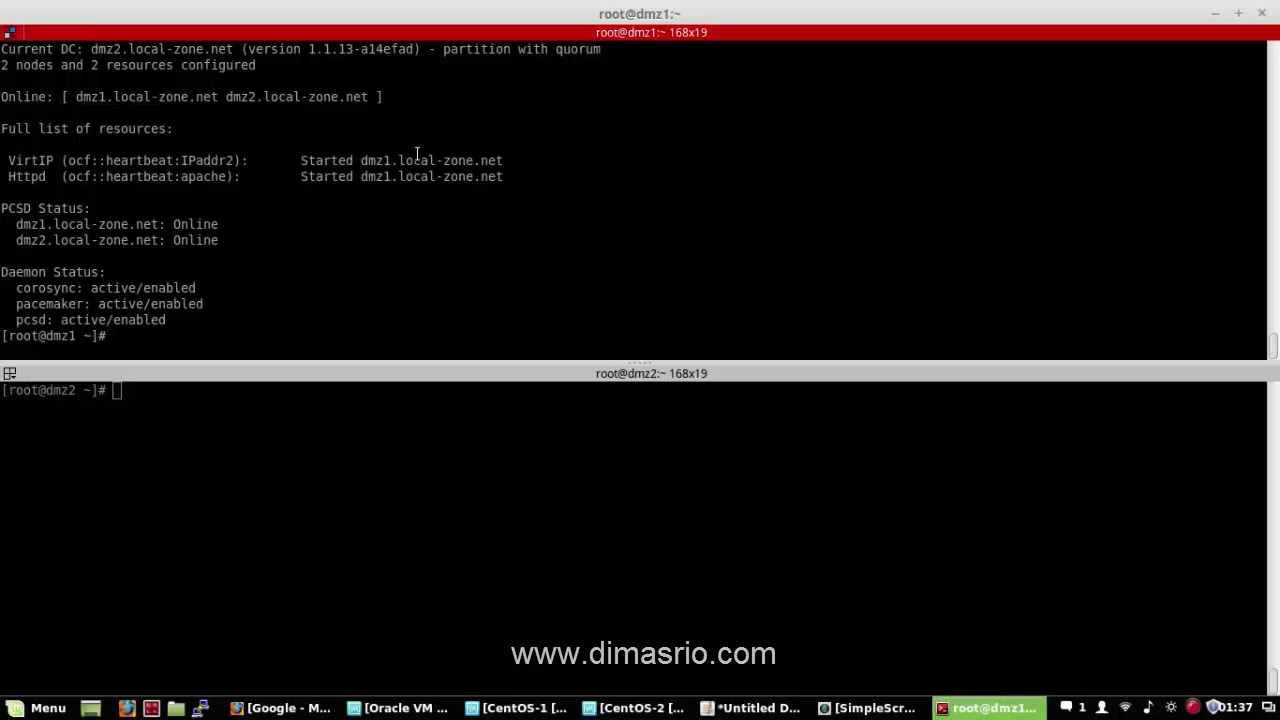 root@dmz1:~
root@dmz1:~ 168x19
Current DC: dmz2.local-zone.net (version 1.1.13-a14efad) - partition with quorum
2 nodes and 2 resources configured
Online: [ dmz1.local-zone.net dmz2.local-zone.net ]
Full list of resources:
VirtIP (ocf::heartbeat:IPaddr2): Started dmz1.local-zone.net
Httpd (ocf::heartbeat:apache): Started dmz1.local-zone.net
PCSD Status:
dmz1.local-zone.net: Online
dmz2.local-zone.net: Online
Daemon Status:
corosync: active/enabled
pacemaker: active/enabled
pcsd: active/enabled
[root@dmz1 ~]#
root@dmz2:~ 168x19
[root@dmz2 ~]#
www.dimasrio.com
Menu [Google - M... [Oracle VM ... [CentOS-1 [... [CentOS-2 [... *Untitled D... [SimpleScr... root@dmz1... 1 01:37